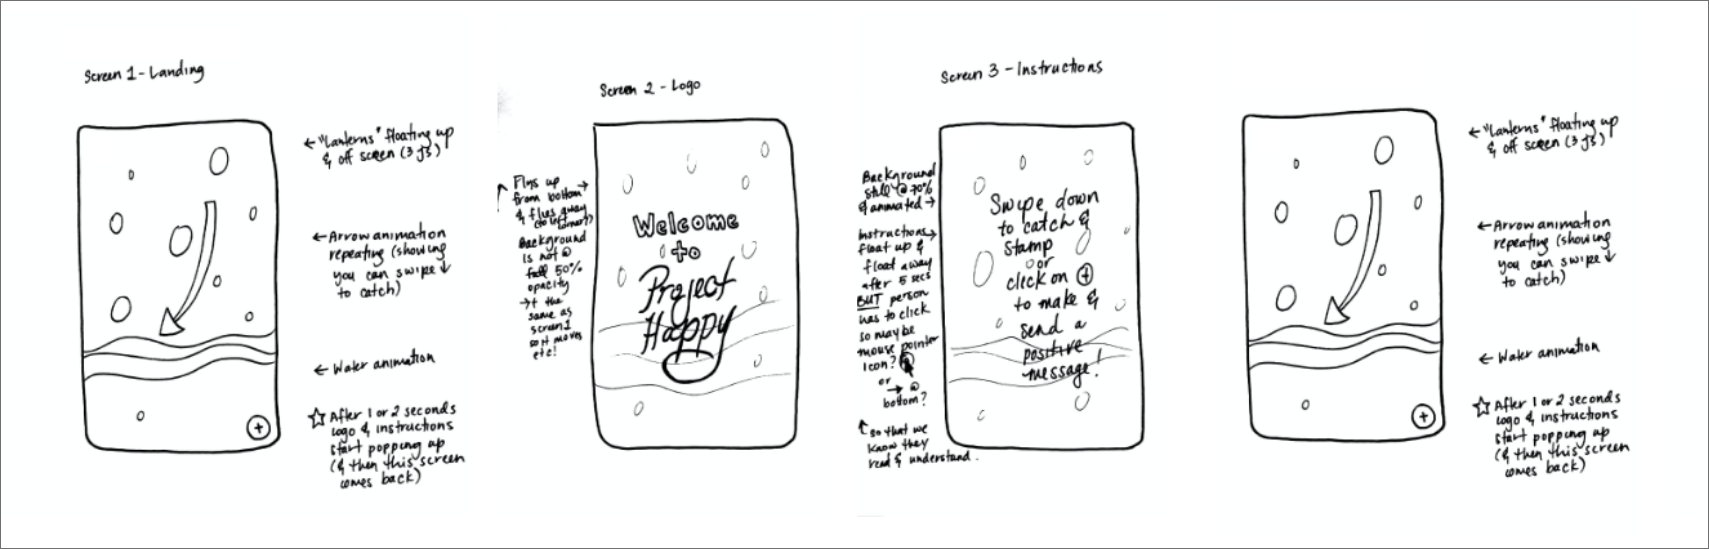 Screen 1 - Landing
← "Lanterns" floating up
& off screen (3 js)
← Arrow animation
repeating (showing
you can swipe ↓
to catch)
← Water animation
☆ After 1 or 2 seconds
logo & instructions
start popping up
(& then this screen
comes back)
+
Screen 2 - Logo
Flys up →
from bottom
& flies away
(to left
corner??)
Background
is not @
full 50%
opacity
→ + the
same as
screen 1
so it moves
etc!
Welcome
to
Project
Happy
Screen 3 - Instructions
Background
still @ 70%
& animated →
Instructions →
float up &
float away
after 5 secs
BUT person
has to click
so maybe
mouse pointer
icon?
or
→ @
bottom?
↑ so that we
know they
read & understand.
Swipe down
to catch &
stamp
or
click on +
to make &
send a
positive
message!
← "Lanterns" floating up
& off screen (3 js)
← Arrow animation
repeating (showing
you can swipe ↓
to catch)
← Water animation
☆ After 1 or 2 seconds
logo & instructions
start popping up
(& then this screen
comes back)
+